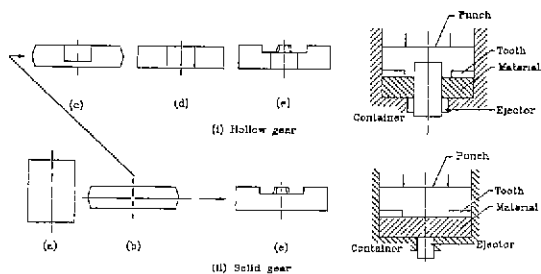 Punch
Tooth
Material
Container
Ejector
(c)
(d)
(e)
(i) Hollow gear
Punch
Tooth
Material
Container
Ejector
(a)
(b)
(e)
(ii) Solid gear